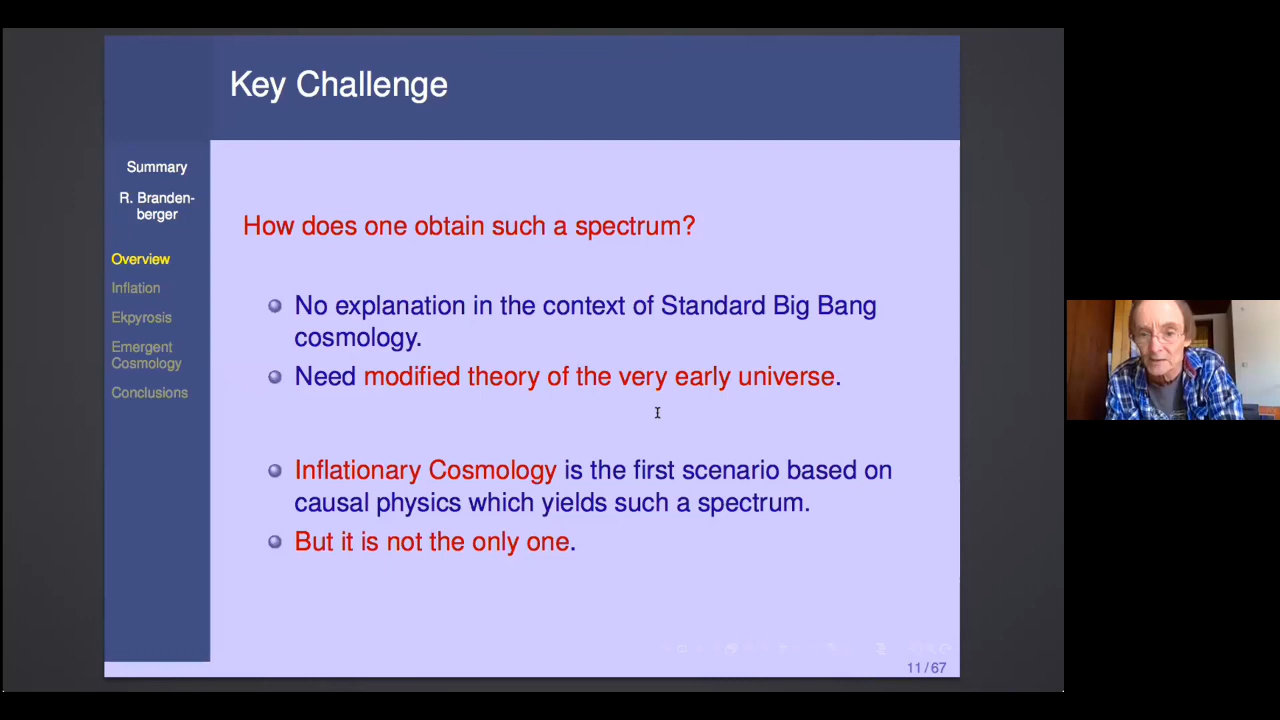 Key Challenge
Summary
R. Branden-
berger
Overview
Inflation
Ekpyrosis
Emergent
Cosmology
Conclusions
How does one obtain such a spectrum?
No explanation in the context of Standard Big Bang
cosmology.
Need modified theory of the very early universe.
Inflationary Cosmology is the first scenario based on
causal physics which yields such a spectrum.
But it is not the only one.
11 / 67